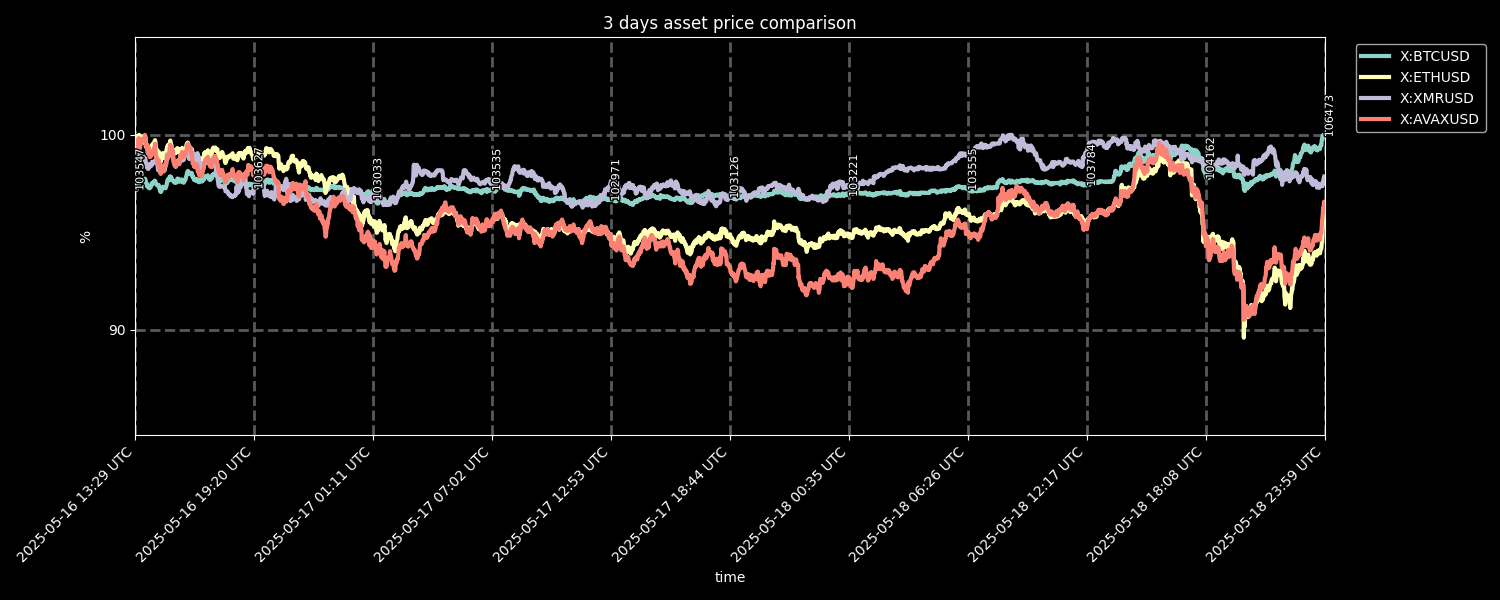 3 days asset price comparison
X:BTCUSD
X:ETHUSD
X:XMRUSD
X:AVAXUSD
100
90
%
103627
103033
103535
102971
103126
103221
103555
103784
104162
106473
2025-05-16 13:29 UTC
2025-05-16 19:20 UTC
2025-05-17 01:11 UTC
2025-05-17 07:02 UTC
2025-05-17 12:53 UTC
2025-05-17 18:44 UTC
2025-05-18 00:35 UTC
2025-05-18 06:26 UTC
2025-05-18 12:17 UTC
2025-05-18 18:08 UTC
2025-05-18 23:59 UTC
time